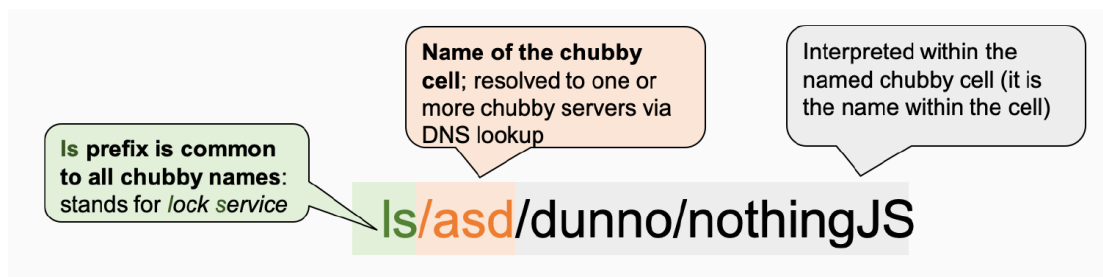 Name of the chubby
cell; resolved to one or
more chubby servers via
DNS lookup
Interpreted within the
named chubby cell (it is
the name within the cell)
ls prefix is common
to all chubby names:
stands for lock service
ls/asd/dunno/nothingJS